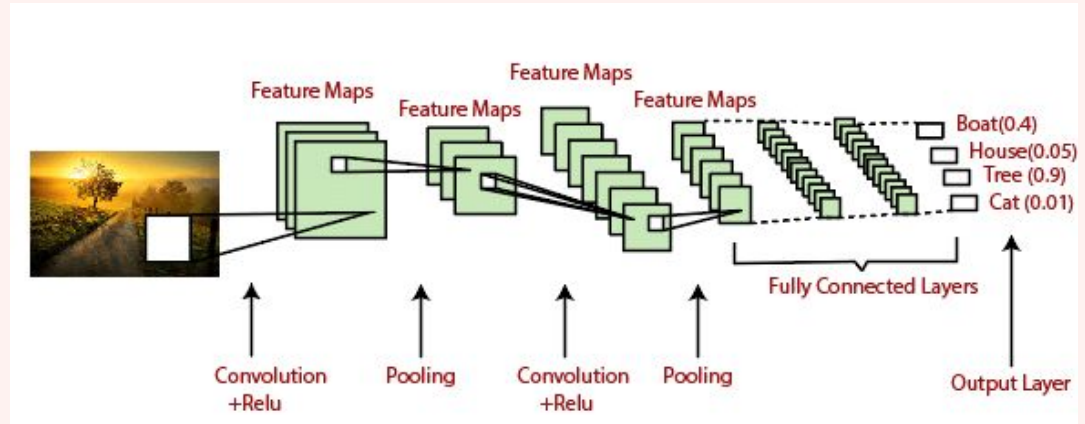 Feature Maps
Feature Maps
Feature Maps
Feature Maps
Boat(0.4)
House(0.05)
Tree (0.9)
Cat (0.01)
Fully Connected Layers
Convolution
+Relu
Pooling
Convolution
+Relu
Pooling
Output Layer